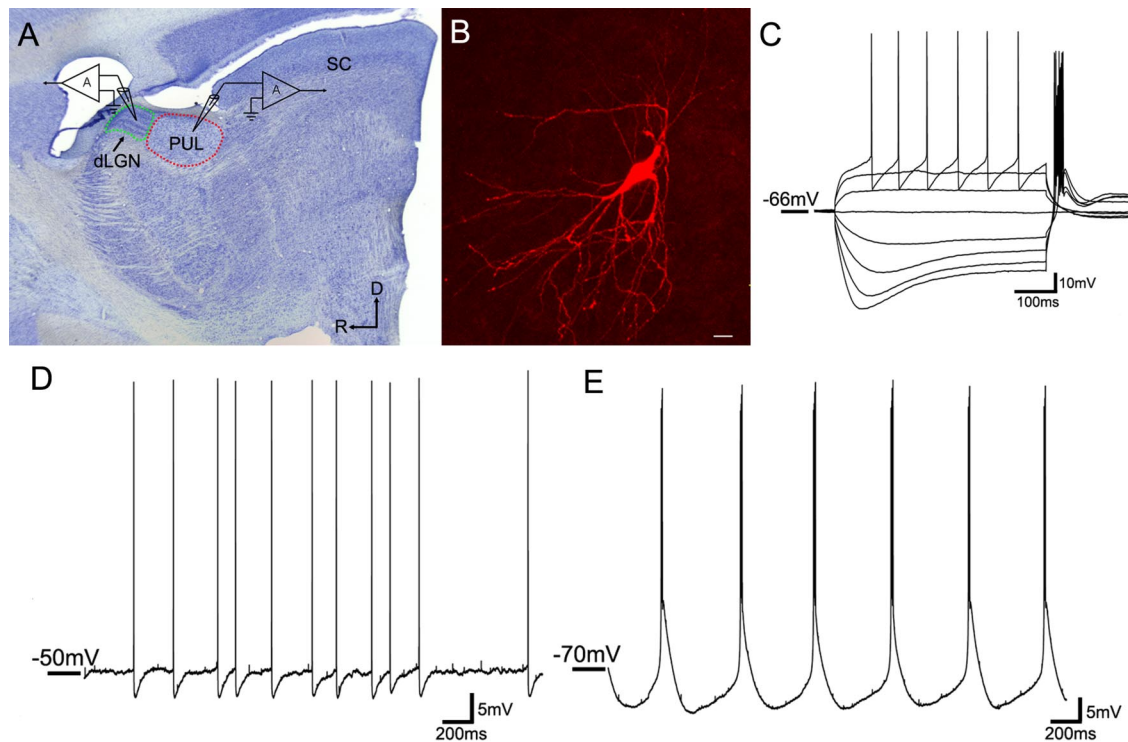 A
A
A
SC
PUL
dLGN
D
R
B
C
-66mV
10mV
100ms
D
-50mV
5mV
200ms
E
-70mV
5mV
200ms